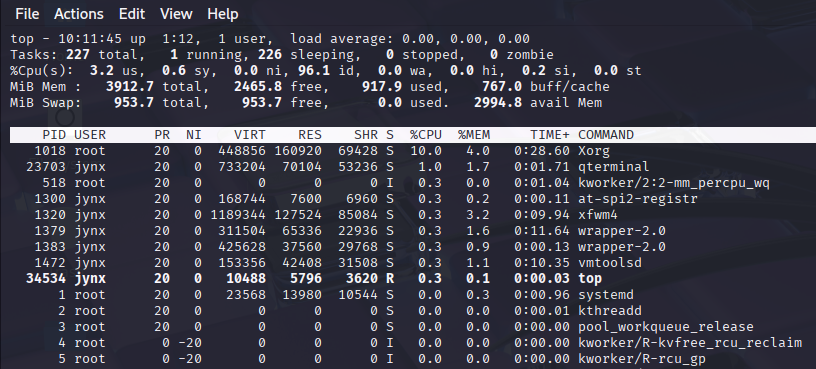 File Actions Edit View Help
top - 10:11:45 up 1:12, 1 user, load average: 0.00, 0.00, 0.00
Tasks: 227 total, 1 running, 226 sleeping, 0 stopped, 0 zombie
%Cpu(s): 3.2 us, 0.6 sy, 0.0 ni, 96.1 id, 0.0 wa, 0.0 hi, 0.2 si, 0.0 st
MiB Mem : 3912.7 total, 2465.8 free, 917.9 used, 767.0 buff/cache
MiB Swap: 953.7 total, 953.7 free, 0.0 used. 2994.8 avail Mem
PID USER PR NI VIRT RES SHR S %CPU %MEM TIME+ COMMAND
1018 root 20 0 448856 160920 69428 S 10.0 4.0 0:28.60 Xorg
23703 jynx 20 0 733204 70104 53236 S 1.0 1.7 0:01.71 qterminal
518 root 20 0 0 0 0 I 0.3 0.0 0:01.04 kworker/2:2-mm_percpu_wq
1300 jynx 20 0 168744 7600 6960 S 0.3 0.2 0:00.11 at-spi2-registr
1320 jynx 20 0 1189344 127524 85084 S 0.3 3.2 0:09.94 xfwm4
1379 jynx 20 0 311504 65336 22936 S 0.3 1.6 0:11.64 wrapper-2.0
1383 jynx 20 0 425628 37560 29768 S 0.3 0.9 0:00.13 wrapper-2.0
1472 jynx 20 0 153356 42408 31508 S 0.3 1.1 0:10.35 vmtoolsd
34534 jynx 20 0 10488 5796 3620 R 0.3 0.1 0:00.03 top
1 root 20 0 23568 13980 10544 S 0.0 0.3 0:00.96 systemd
2 root 20 0 0 0 0 S 0.0 0.0 0:00.01 kthreadd
3 root 20 0 0 0 0 S 0.0 0.0 0:00.00 pool_workqueue_release
4 root 0 -20 0 0 0 I 0.0 0.0 0:00.00 kworker/R-kvfree_rcu_reclaim
5 root 0 -20 0 0 0 I 0.0 0.0 0:00.00 kworker/R-rcu_gp